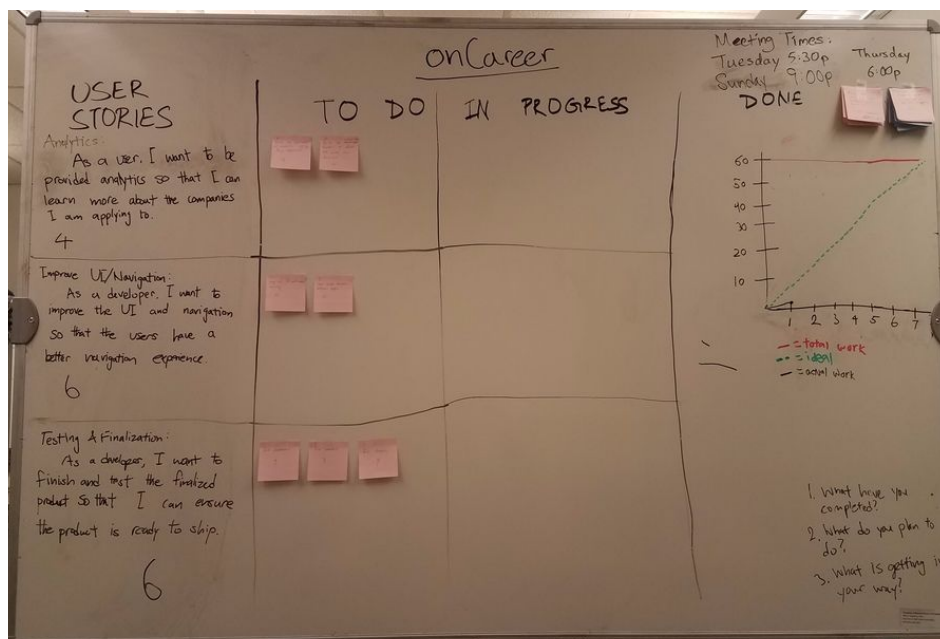 onCareer
Meeting Times:
Tuesday 5:30p
Sunday 9:00p
Thursday
6:00p
USER
STORIES
TO DO
IN PROGRESS
DONE
Analytics:
As a user, I want to be
provided analytics so that I can
learn more about the companies
I am applying to.
4
Improve UI/Navigation:
As a developer, I want to
improve the UI and navigation
so that the users have a
better navigation experience.
6
Testing & Finalization:
As a developer, I want to
finish and test the finalized
product so that I can ensure
the product is ready to ship.
6
60
50
40
30
20
10
1 2 3 4 5 6 7
= total work
= ideal
= actual work
1. What have you
completed?
2. What do you plan to
do?
3. What is getting i
your way?